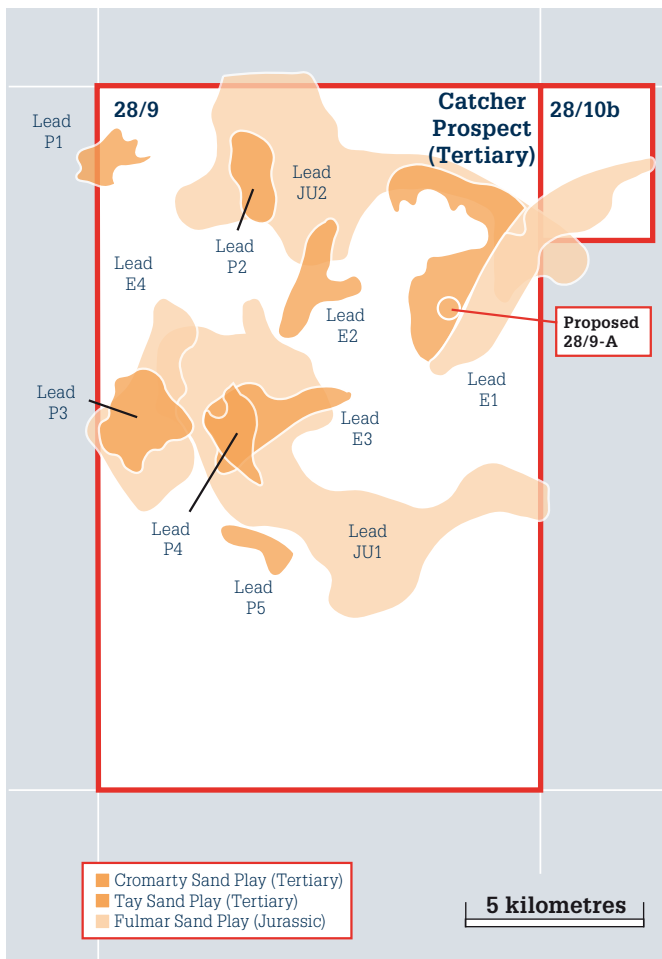 28/9
Catcher
Prospect
(Tertiary)
28/10b
Lead
P1
Lead
JU2
Lead
P2
Lead
E4
Lead
E2
Proposed
28/9-A
Lead
E1
Lead
P3
Lead
E3
Lead
P4
Lead
JU1
Lead
P5
Cromarty Sand Play (Tertiary)
Tay Sand Play (Tertiary)
Fulmar Sand Play (Jurassic)
5 kilometres